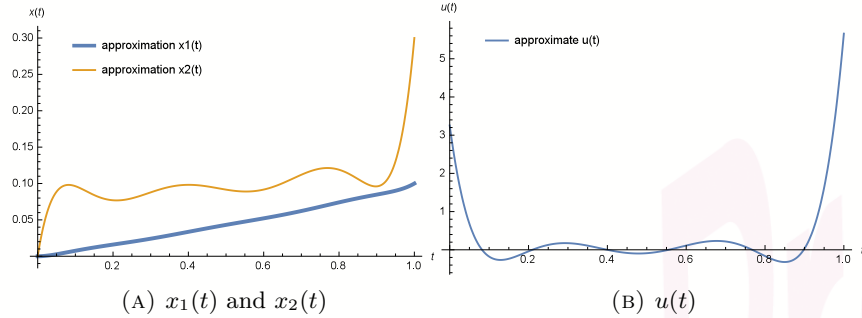 x(t)
0.30
0.25
0.20
0.15
0.10
0.05
approximation x1(t)
approximation x2(t)
0.2 0.4 0.6 0.8 1.0 t
(A) x₁(t) and x₂(t)
u(t)
5
4
3
2
1
approximate u(t)
0.2 0.4 0.6 0.8 1.0
(B) u(t)